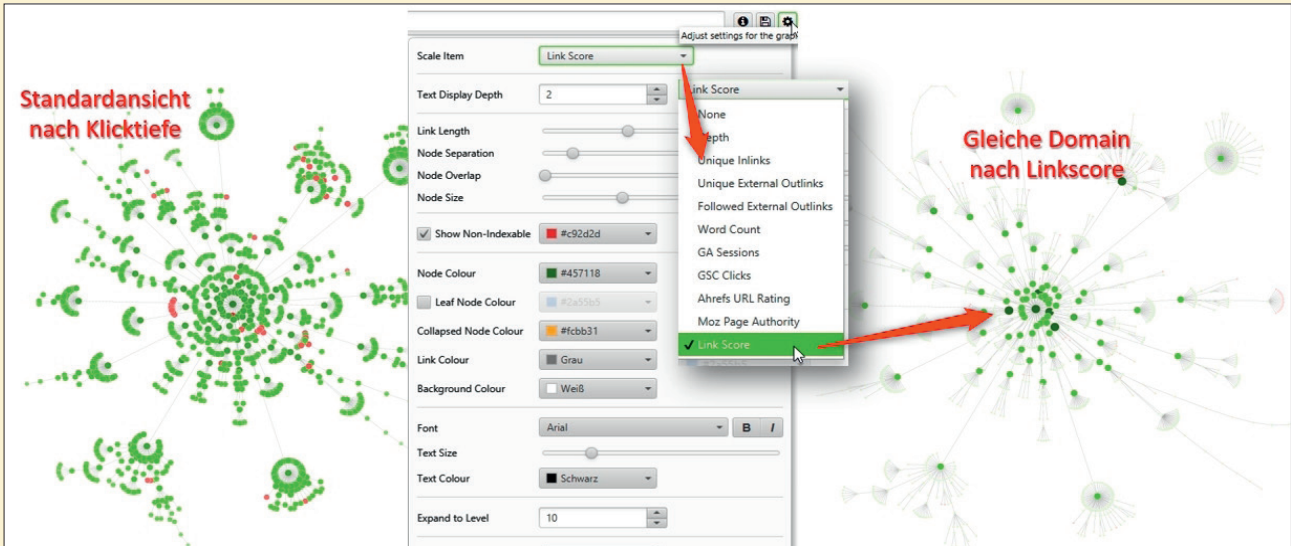 Adjust settings for the grap
Standardansicht
nach Klicktiefe
Scale Item
Link Score
Text Display Depth
2
Link Length
Node Separation
Node Overlap
Node Size
Show Non-Indexable
#c92d2d
Node Colour
#457118
Leaf Node Colour
#2a55b5
Collapsed Node Colour
#fcbb31
Link Colour
Grau
Background Colour
Weiß
Font
Arial
B
I
Text Size
Text Colour
Schwarz
Expand to Level
10
Link Score
None
Depth
Unique Inlinks
Unique External Outlinks
Followed External Outlinks
Word Count
GA Sessions
GSC Clicks
Ahrefs URL Rating
Moz Page Authority
Link Score
Gleiche Domain
nach Linkscore